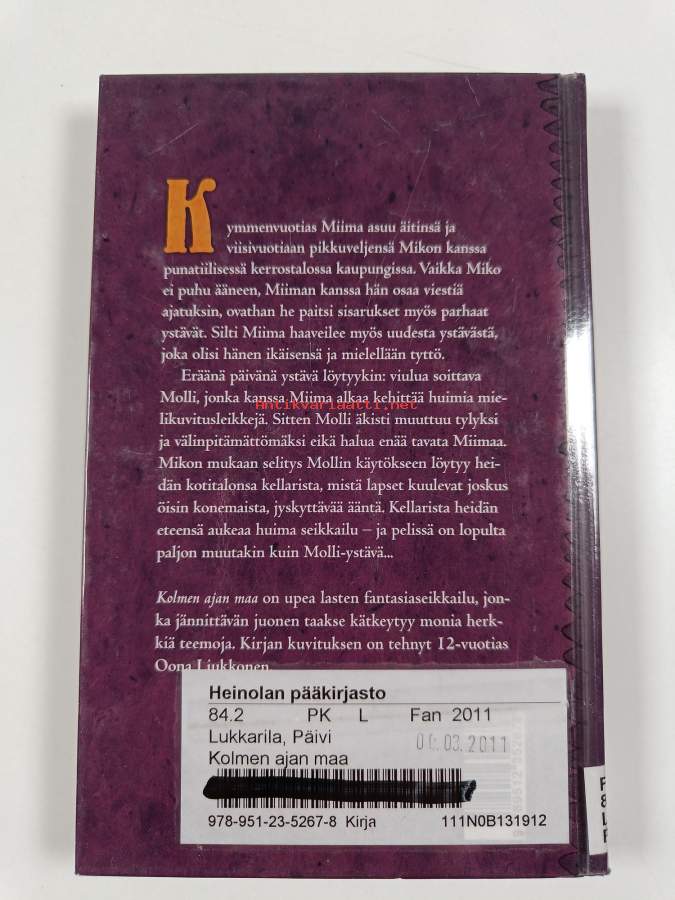 Kymmenvuotias Miima asuu äitinsä ja
viisivuotiaan pikkuveljensä Mikon kanssa
punatiilisessä kerrostalossa kaupungissa. Vaikka Miko
ei puhu ääneen, Miiman kanssa hän osaa viestiä
ajatuksin, ovathan he paitsi sisarukset myös parhaat
ystävät. Silti Miima haaveilee myös uudesta ystävästä,
joka olisi hänen ikäisensä ja mielellään tyttö.
Eräänä päivänä ystävä löytyykin: viulua soittava
Molli, jonka kanssa Miima alkaa kehittää huimia mie-
Antikvariaatti.net
likuvitusleikkejä. Sitten Molli äkisti muuttuu tylyksi
ja välinpitämättömäksi eikä halua enää tavata Miimaa.
Mikon mukaan selitys Mollin käytökseen löytyy hei-
dän kotitalonsa kellarista, mistä lapset kuulevat joskus
öisin konemaista, jyskyttävää ääntä. Kellarista heidän
eteensä aukeaa huima seikkailu – ja pelissä on lopulta
paljon muutakin kuin Molli-ystävä...
Kolmen ajan maa on upea lasten fantasiaseikkailu, jon-
ka jännittävän juonen taakse kätkeytyy monia herk-
kiä teemoja. Kirjan kuvituksen on tehnyt 12-vuotias
Oona Liukkonen.
Heinolan pääkirjasto
84.2 PK L Fan 2011
Lukkarila, Päivi
03.2011
Kolmen ajan maa
978-951-23-5267-8 Kirja 111N0B131912